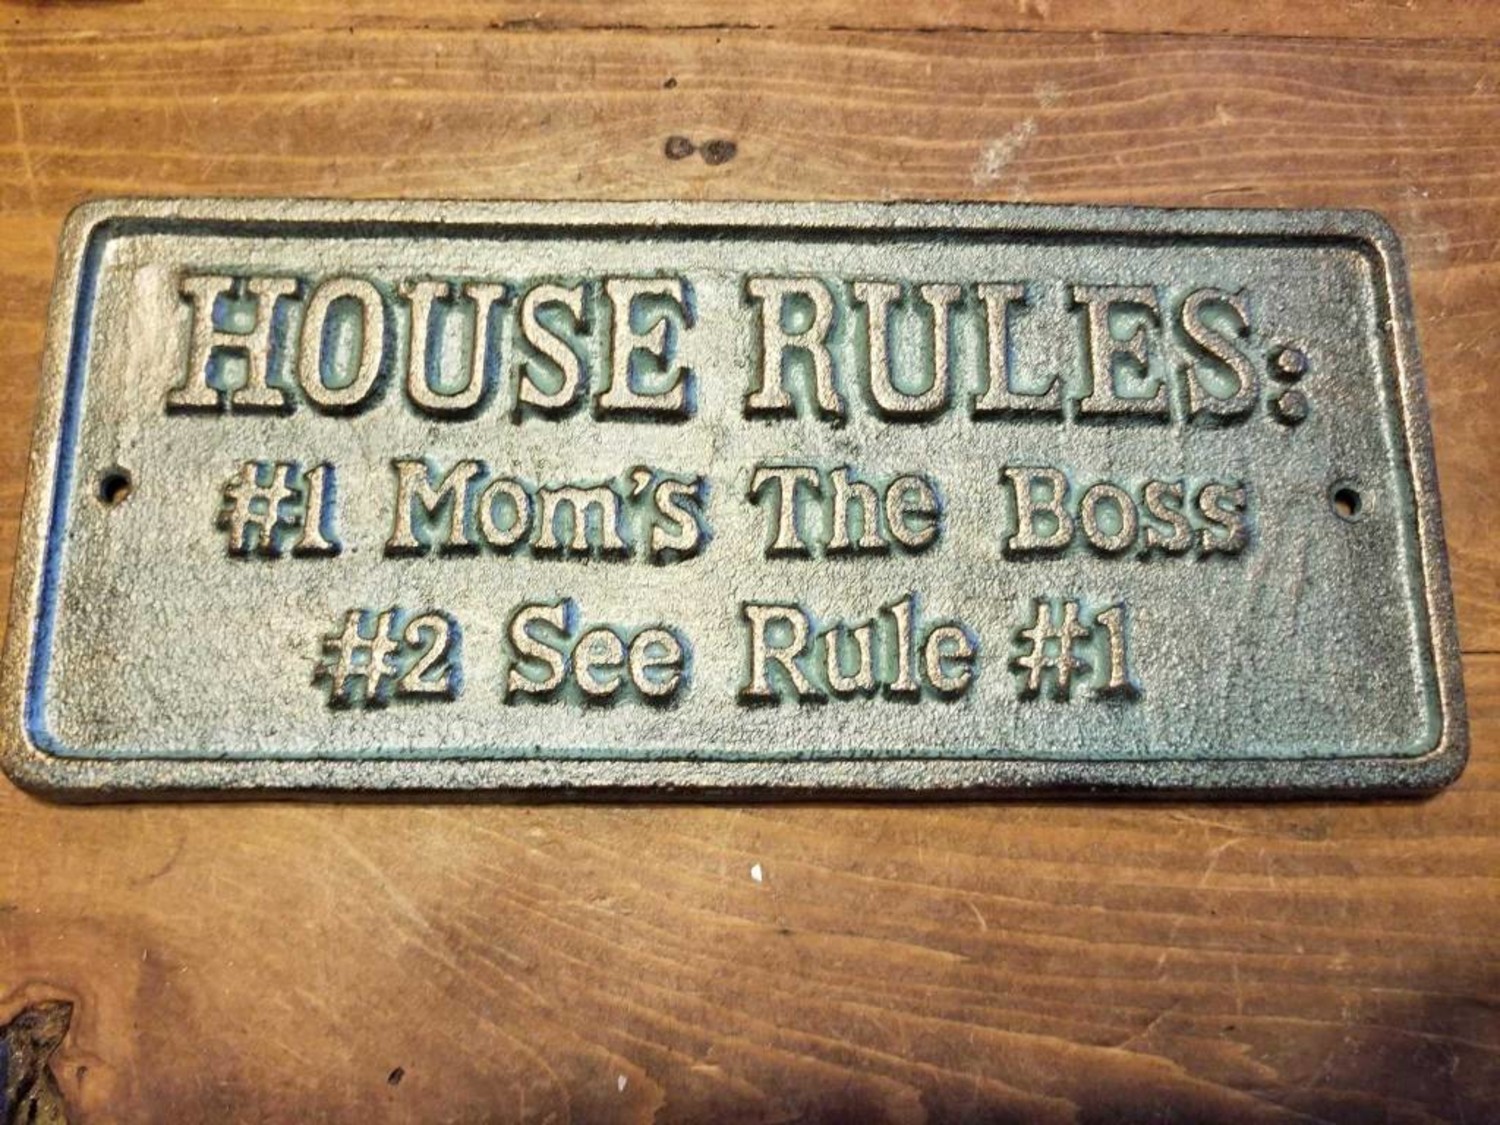 HOUSE RULES:
#1 Mom's The Boss
#2 See Rule #1